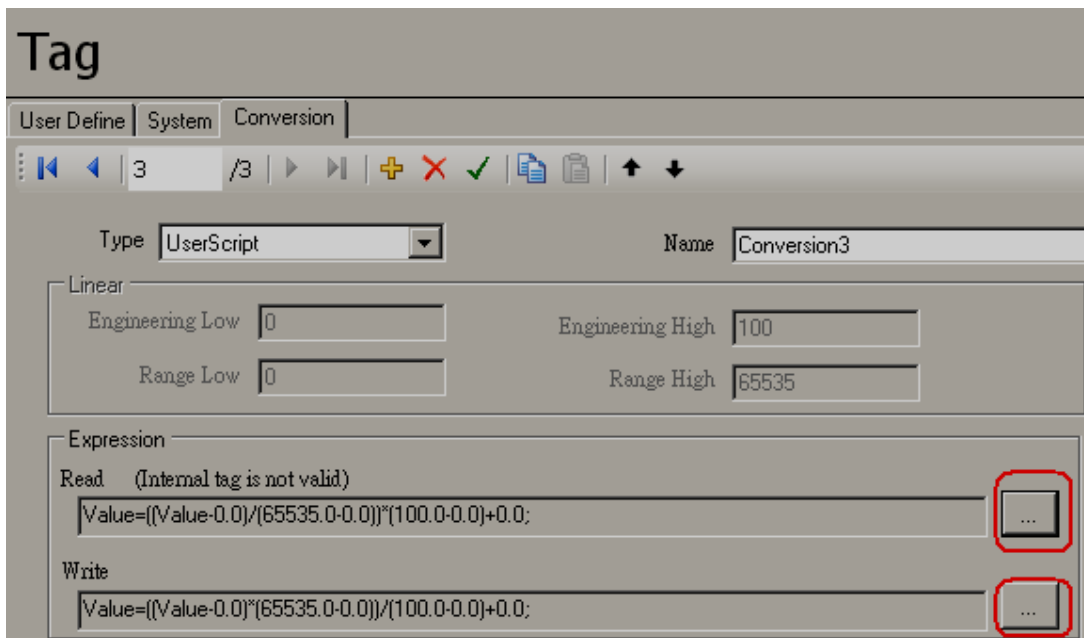 Tag
User Define System Conversion
3 /3
Type UserScript Name Conversion3
Linear
Engineering Low 0 Engineering High 100
Range Low 0 Range High 65535
Expression
Read (Internal tag is not valid)
Value=((Value-0.0)/(65535.0-0.0))*(100.0-0.0)+0.0; ...
Write
Value=((Value-0.0)*(65535.0-0.0))/(100.0-0.0)+0.0; ...